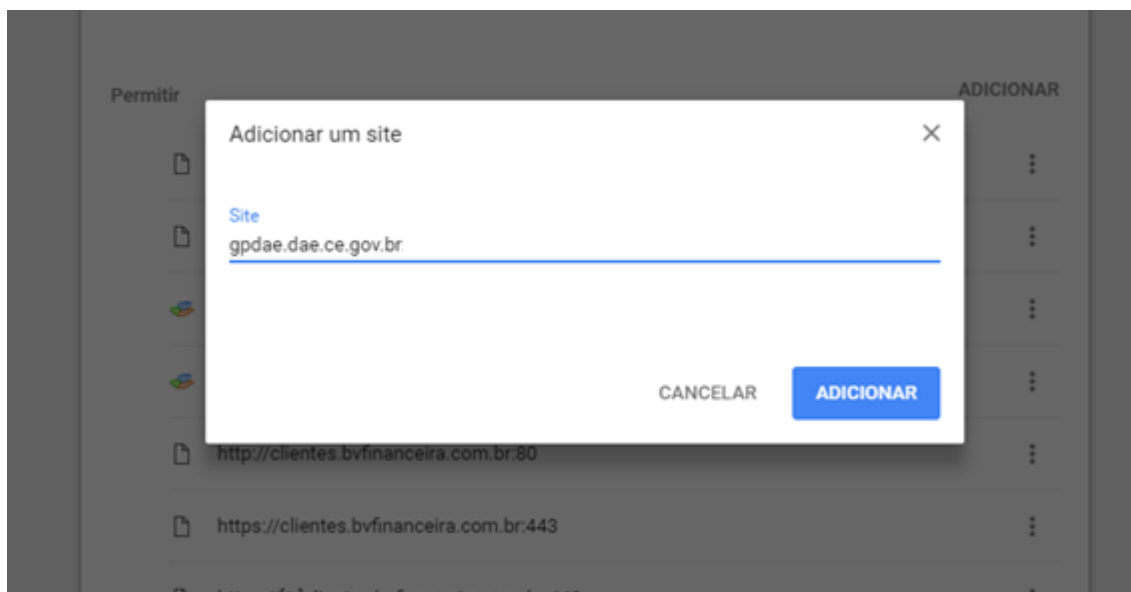 Permitir
ADICIONAR
Adicionar um site
Site
gpdae.dae.ce.gov.br
CANCELAR
ADICIONAR
http://clientes.bvfinanceira.com.br:80
https://clientes.bvfinanceira.com.br:443